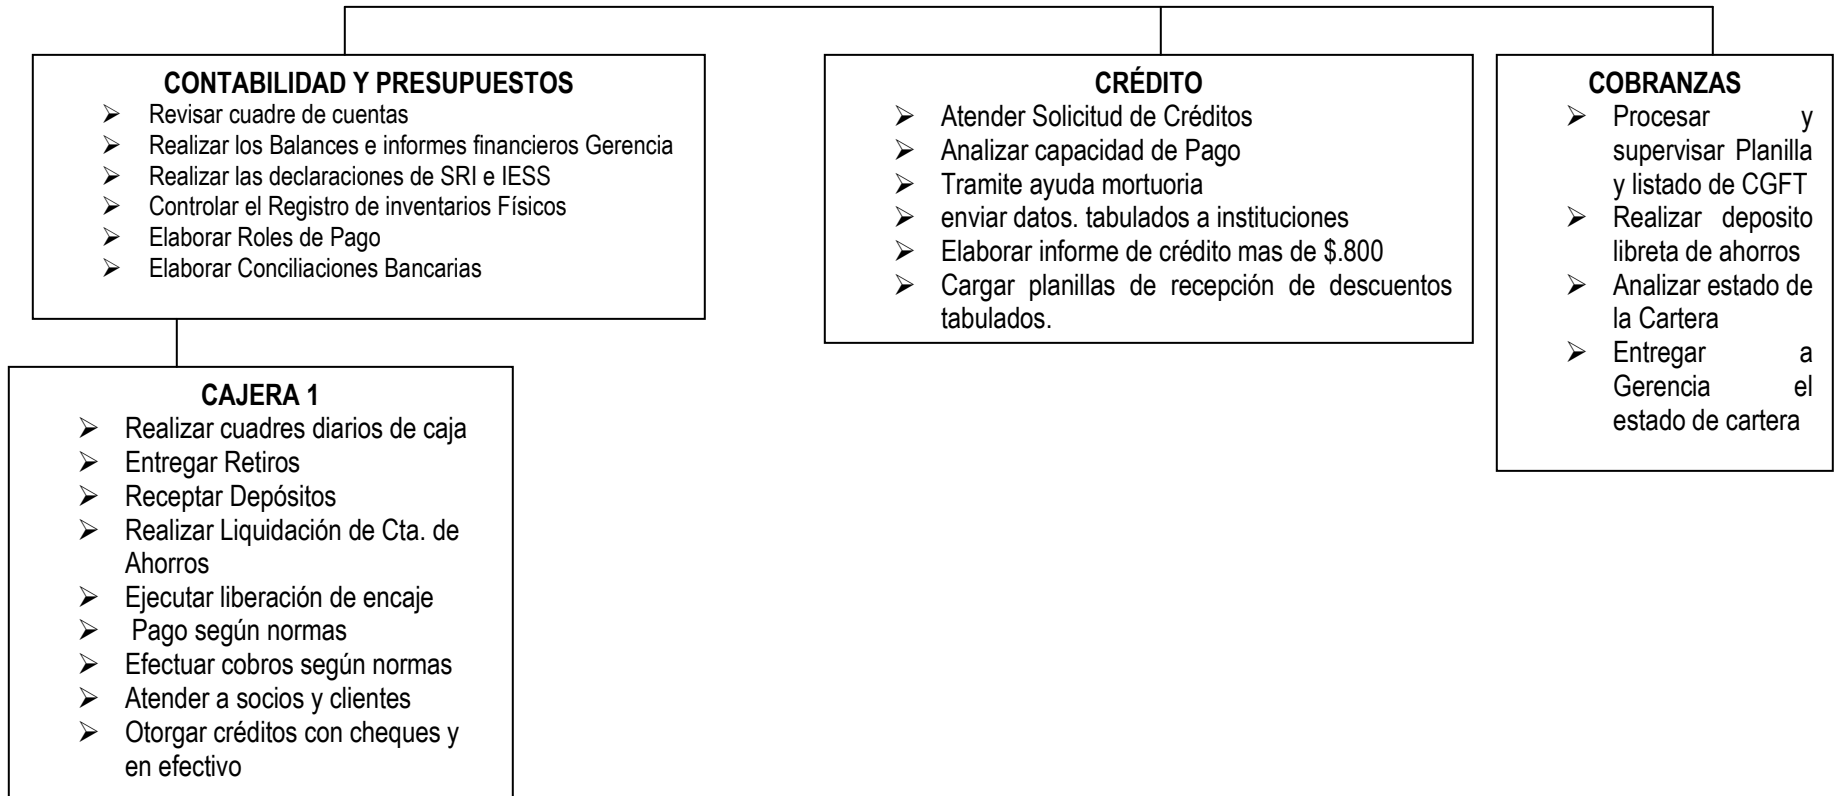 CONTABILIDAD Y PRESUPUESTOS
➢ Revisar cuadre de cuentas
➢ Realizar los Balances e informes financieros Gerencia
➢ Realizar las declaraciones de SRI e IESS
➢ Controlar el Registro de inventarios Físicos
➢ Elaborar Roles de Pago
➢ Elaborar Conciliaciones Bancarias
CRÉDITO
➢ Atender Solicitud de Créditos
➢ Analizar capacidad de Pago
➢ Tramite ayuda mortuoria
➢ enviar datos. tabulados a instituciones
➢ Elaborar informe de crédito mas de $.800
➢ Cargar planillas de recepción de descuentos
tabulados.
COBRANZAS
➢ Procesar y
supervisar Planilla
y listado de CGFT
➢ Realizar deposito
libreta de ahorros
➢ Analizar estado de
la Cartera
➢ Entregar a
Gerencia el
estado de cartera
CAJERA 1
➢ Realizar cuadres diarios de caja
➢ Entregar Retiros
➢ Receptar Depósitos
➢ Realizar Liquidación de Cta. de
Ahorros
➢ Ejecutar liberación de encaje
➢ Pago según normas
➢ Efectuar cobros según normas
➢ Atender a socios y clientes
➢ Otorgar créditos con cheques y
en efectivo